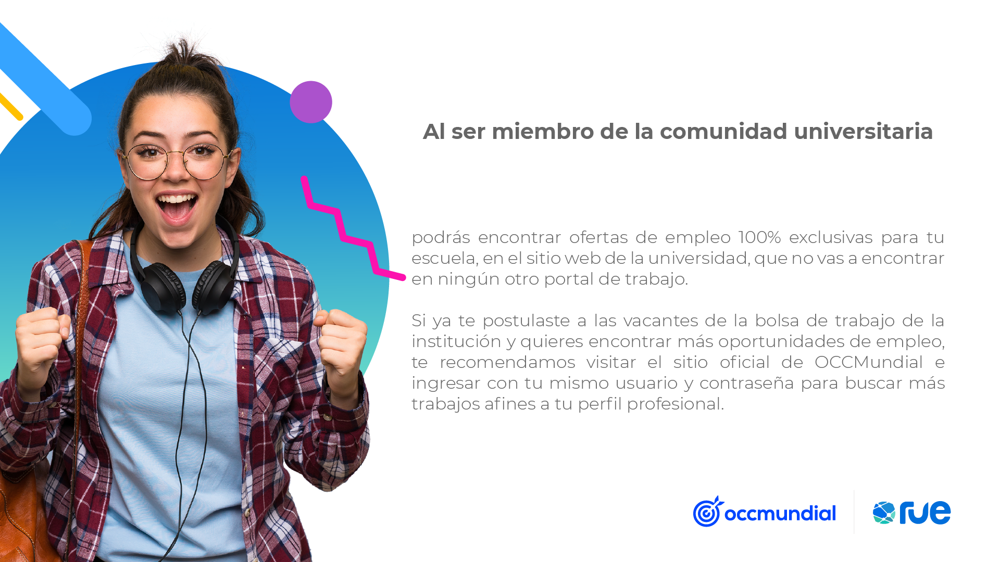 Al ser miembro de la comunidad universitaria
podrás encontrar ofertas de empleo 100% exclusivas para tu
escuela, en el sitio web de la universidad, que no vas a encontrar
en ningún otro portal de trabajo.
Si ya te postulaste a las vacantes de la bolsa de trabajo de la
institución y quieres encontrar más oportunidades de empleo,
te recomendamos visitar el sitio oficial de OCCMundial e
ingresar con tu mismo usuario y contraseña para buscar más
trabajos afines a tu perfil profesional.
occmundial
rue